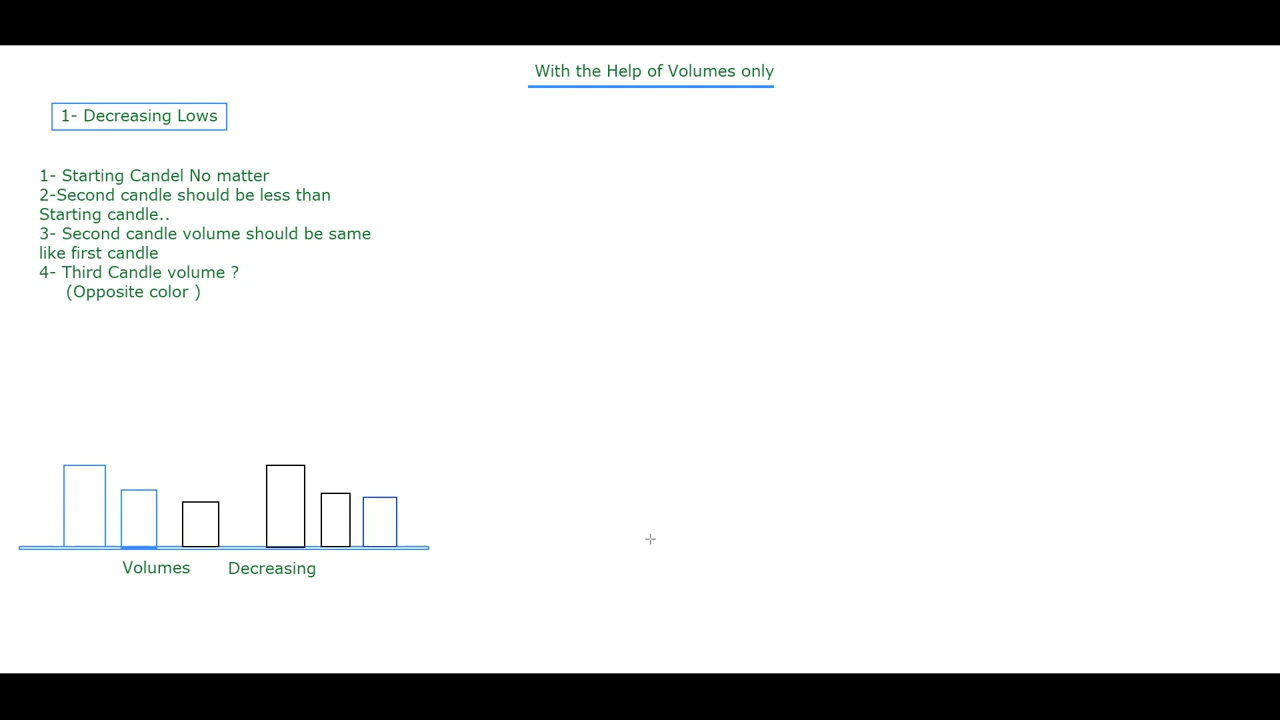 With the Help of Volumes only
1- Decreasing Lows
1- Starting Candel No matter
2-Second candle should be less than
Starting candle..
3- Second candle volume should be same
like first candle
4- Third Candle volume ?
(Opposite color )
Volumes Decreasing